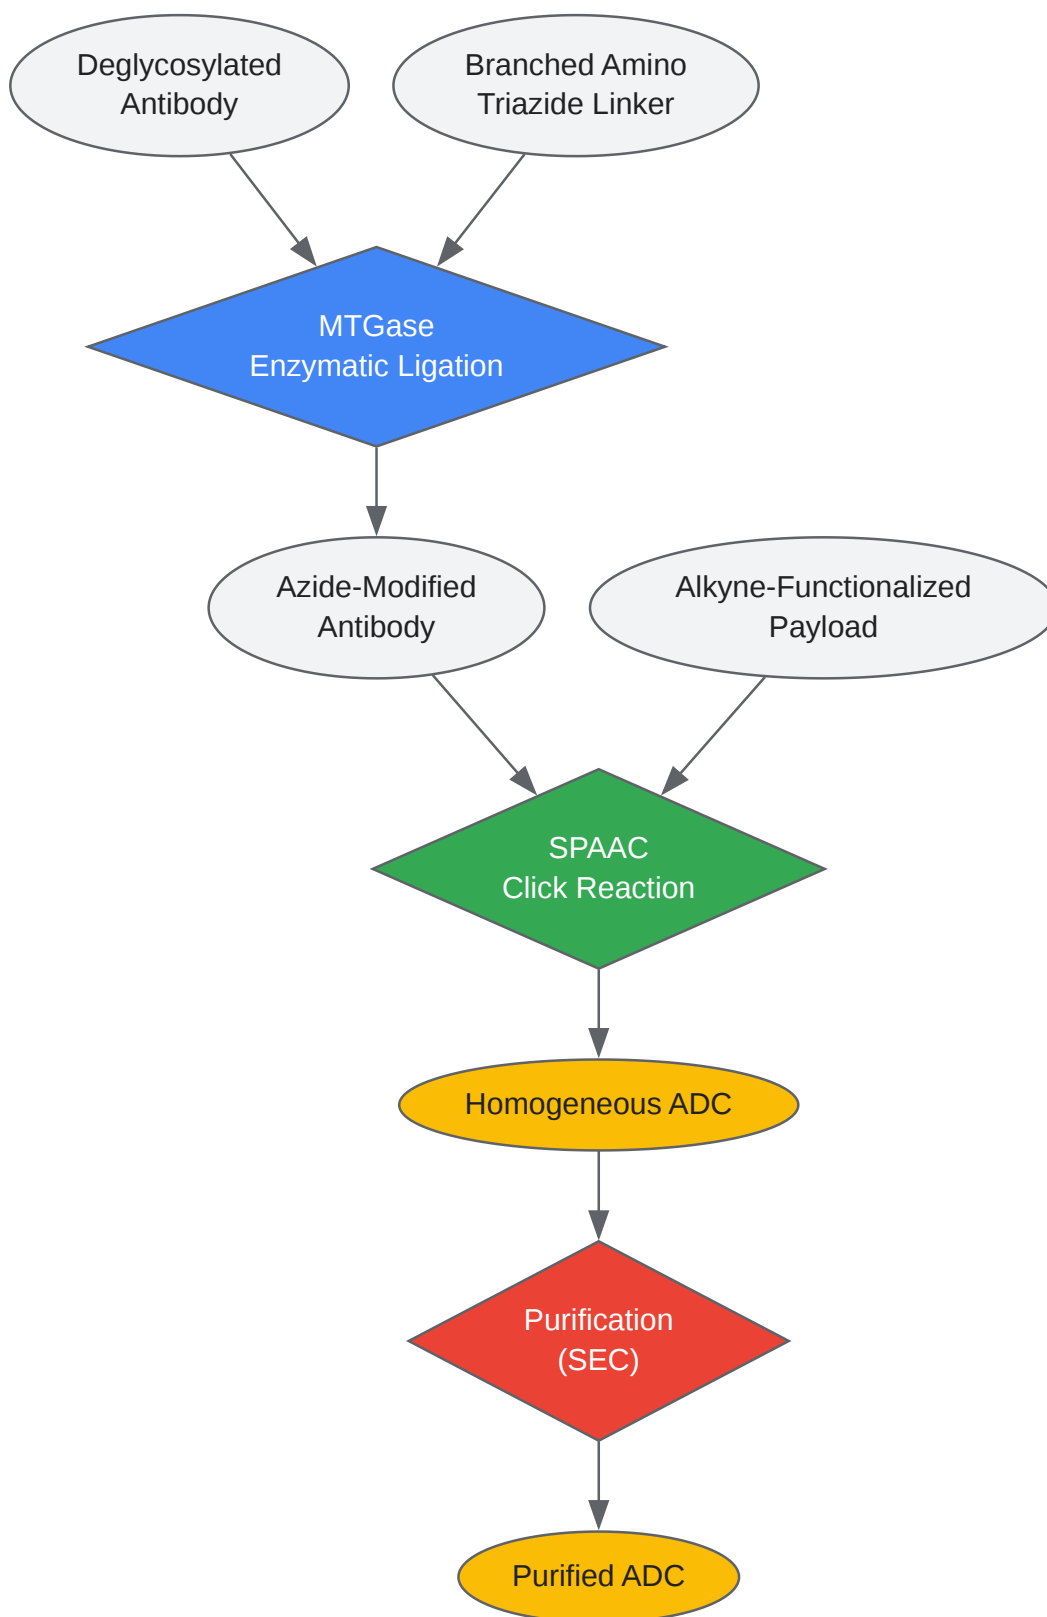 Deglycosylated
Antibody
Branched Amino
Triazide Linker
MTGase
Enzymatic Ligation
Azide-Modified
Antibody
Alkyne-Functionalized
Payload
SPAAC
Click Reaction
Homogeneous ADC
Purification
(SEC)
Purified ADC